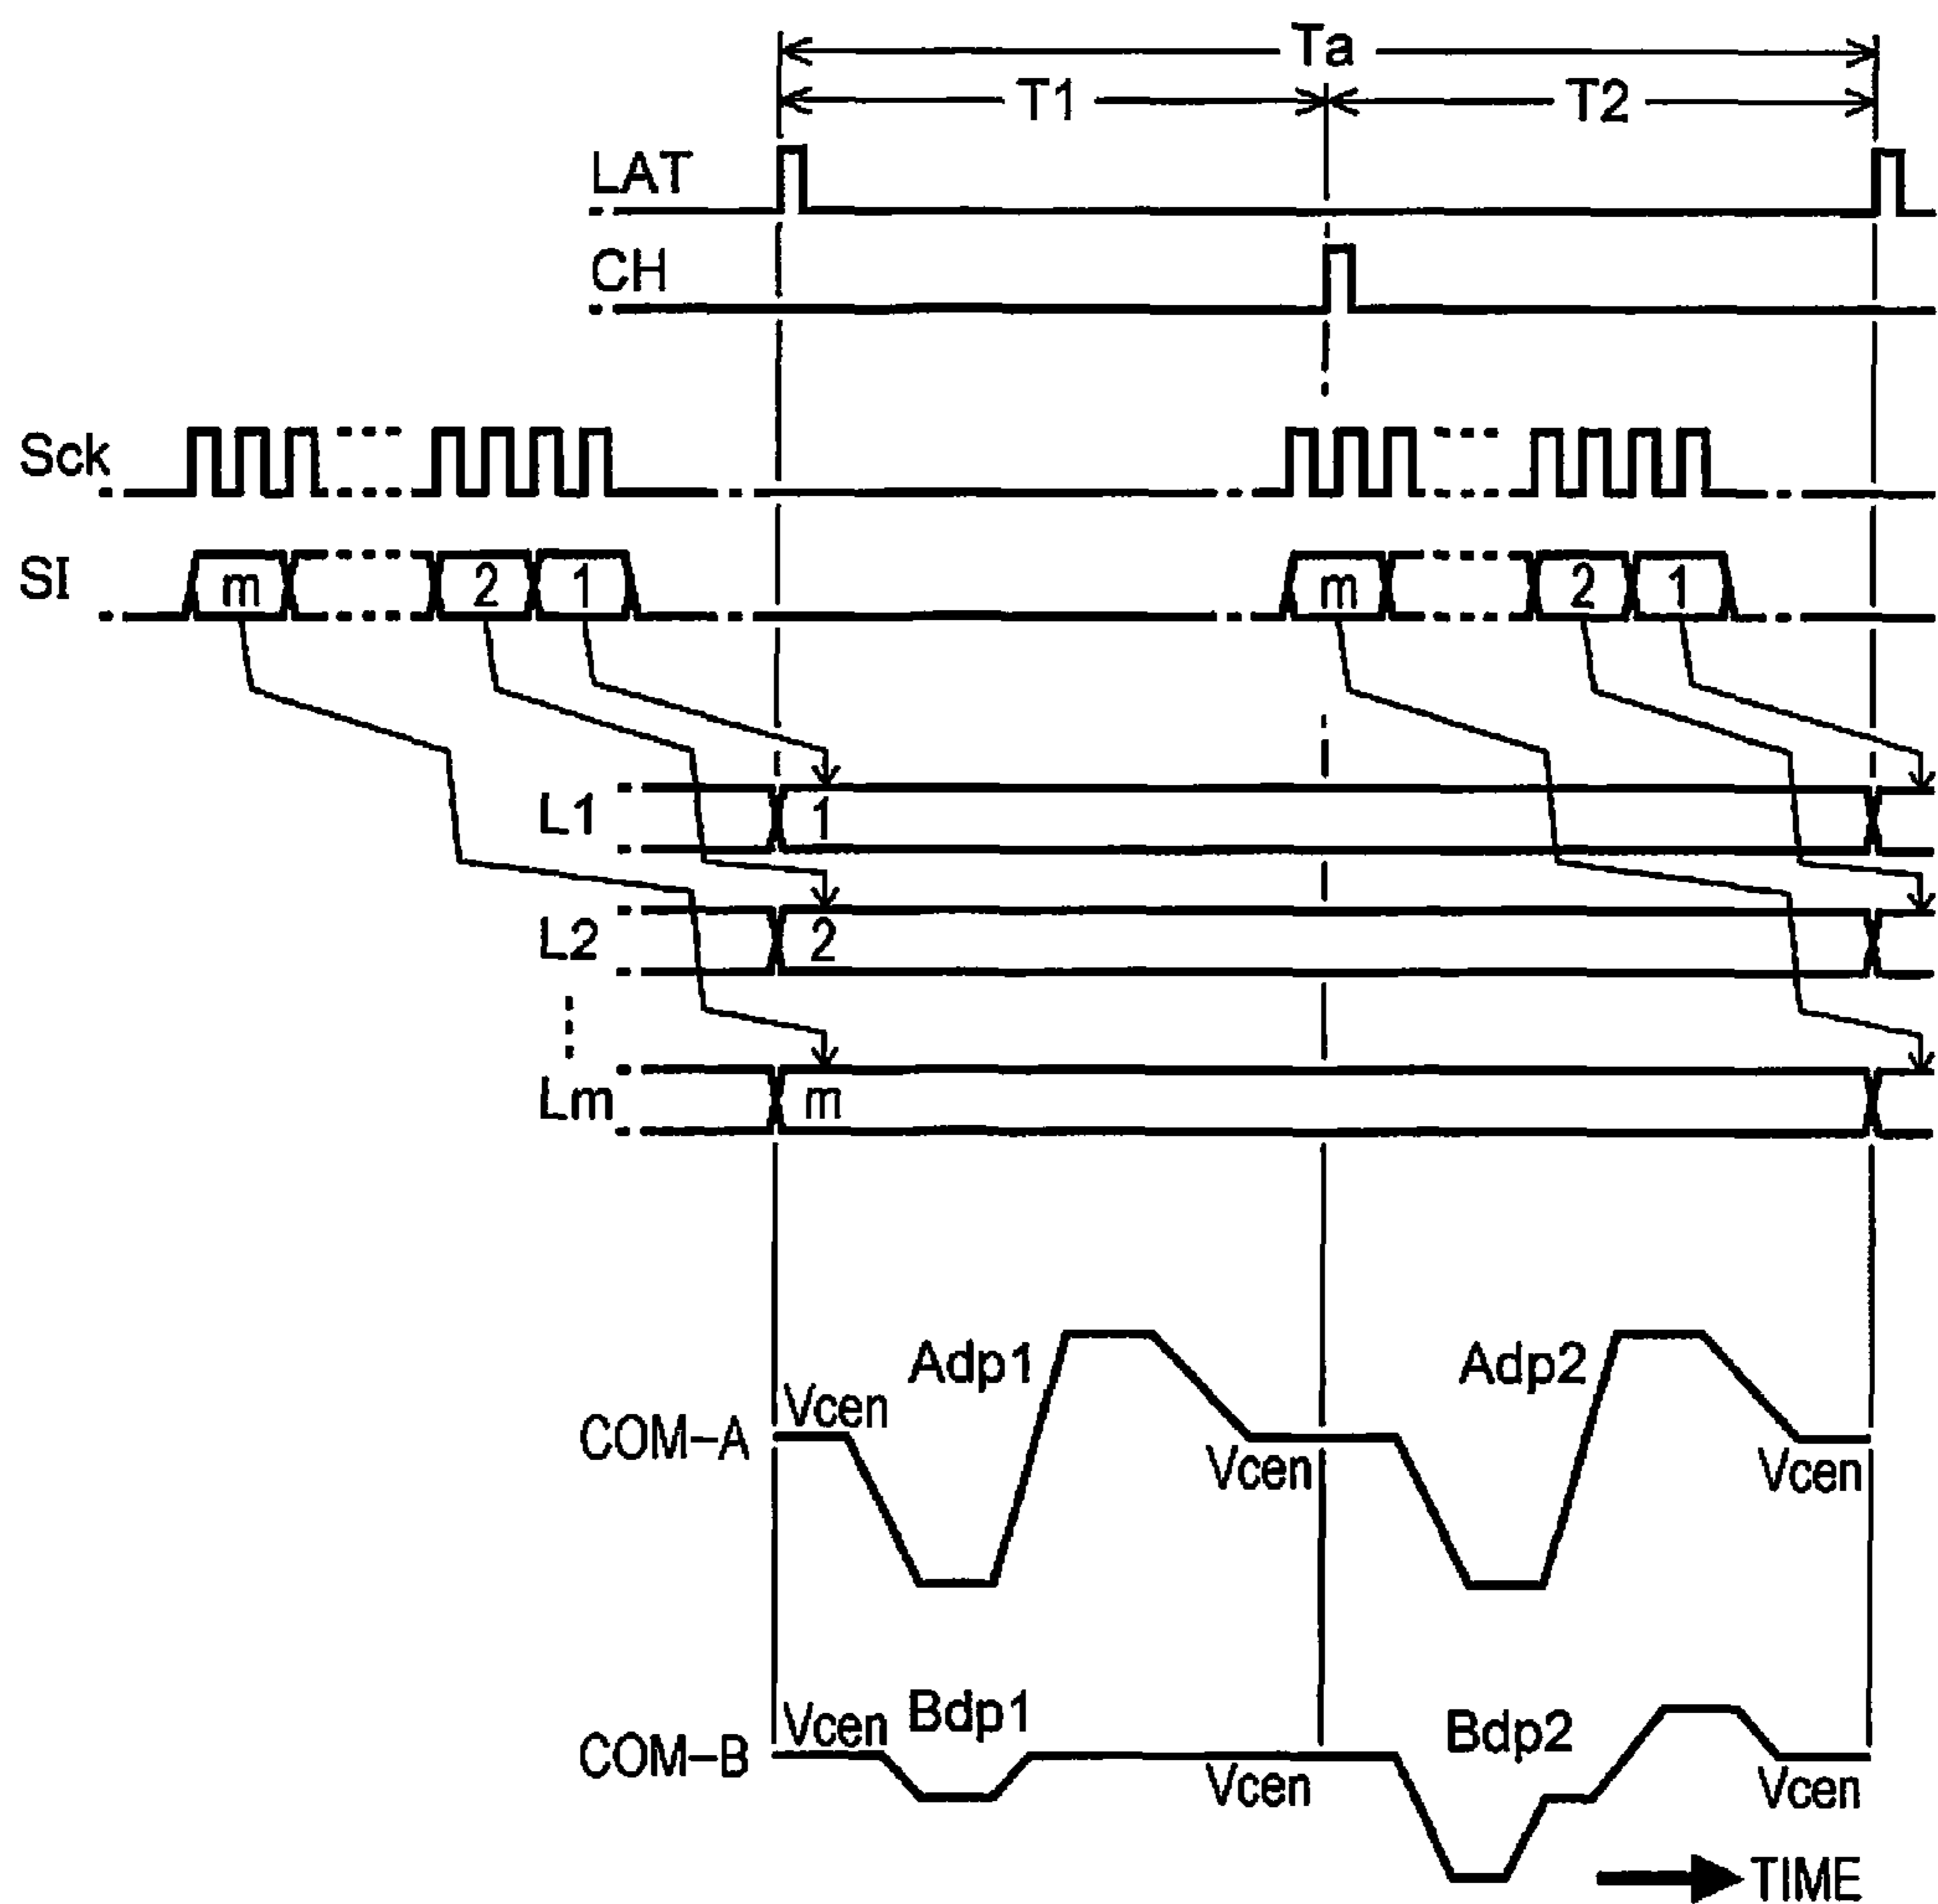 Ta
T1 T2
LAT
CH
Sck
SI m 2 1 m 2 1
L1 1
L2 2
Lm m
Adp1 Adp2
Vcen
COM-A
Vcen Vcen
Bdp1 Bdp2
Vcen
COM-B
Vcen Vcen
TIME